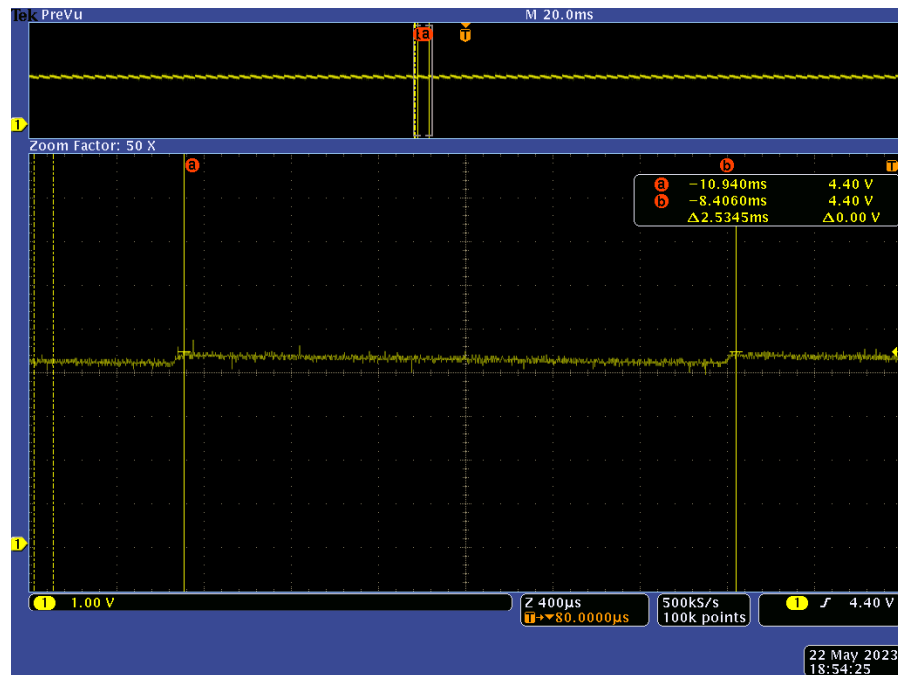 Tek PreVu M 20.0ms
a
T
1
Zoom Factor: 50 X
a b T
a −10.940ms 4.40 V
b −8.4060ms 4.40 V
Δ2.5345ms Δ0.00 V
1
1 1.00 V
Z 400µs
T→▼80.0000µs
500kS/s
100k points
1 4.40 V
22 May 2023
18:54:25